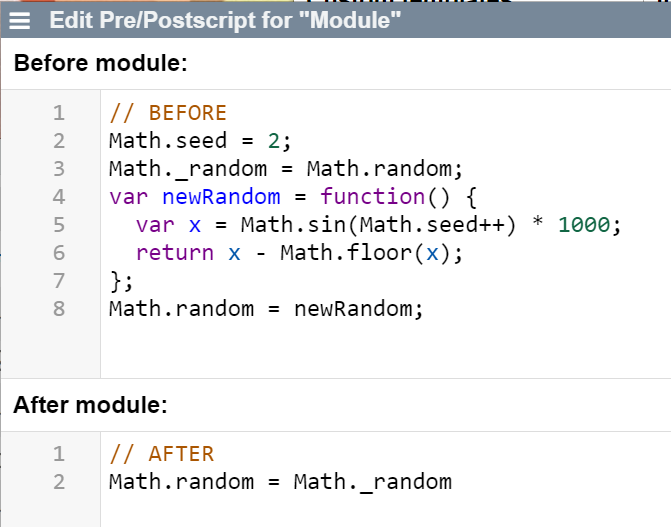 Edit Pre/Postscript for "Module"
Before module:
1 // BEFORE
2 Math.seed = 2;
3 Math._random = Math.random;
4 var newRandom = function() {
5   var x = Math.sin(Math.seed++) * 1000;
6   return x - Math.floor(x);
7 };
8 Math.random = newRandom;
After module:
1 // AFTER
2 Math.random = Math._random